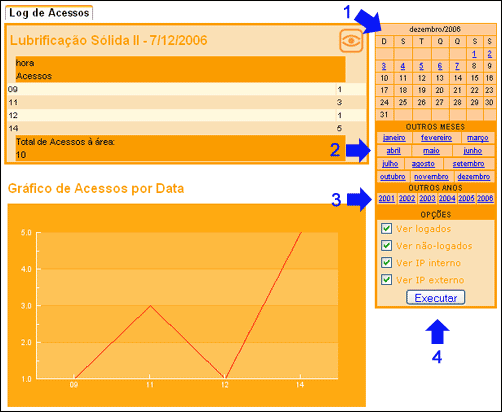 Log de Acessos
Lubrificação Sólida II - 7/12/2006
hora
Acessos
09 1
11 3
12 1
14 5
Total de Acessos á área:
10
Gráfico de Acessos por Data
5.0
4.0
3.0
2.0
1.0
09 11 12 14
1
dezembro/2006
D S T Q Q S S
1 2
3 4 5 6 7 8 9
10 11 12 13 14 15 16
17 18 19 20 21 22 23
24 25 26 27 28 29 30
31
OUTROS MESES
2
janeiro fevereiro março
abril maio junho
julho agosto setembro
outubro novembro dezembro
OUTROS ANOS
3
2001 2002 2003 2004 2005 2006
OPÇÕES
Ver logados
Ver não-logados
Ver IP interno
Ver IP externo
Executar
4